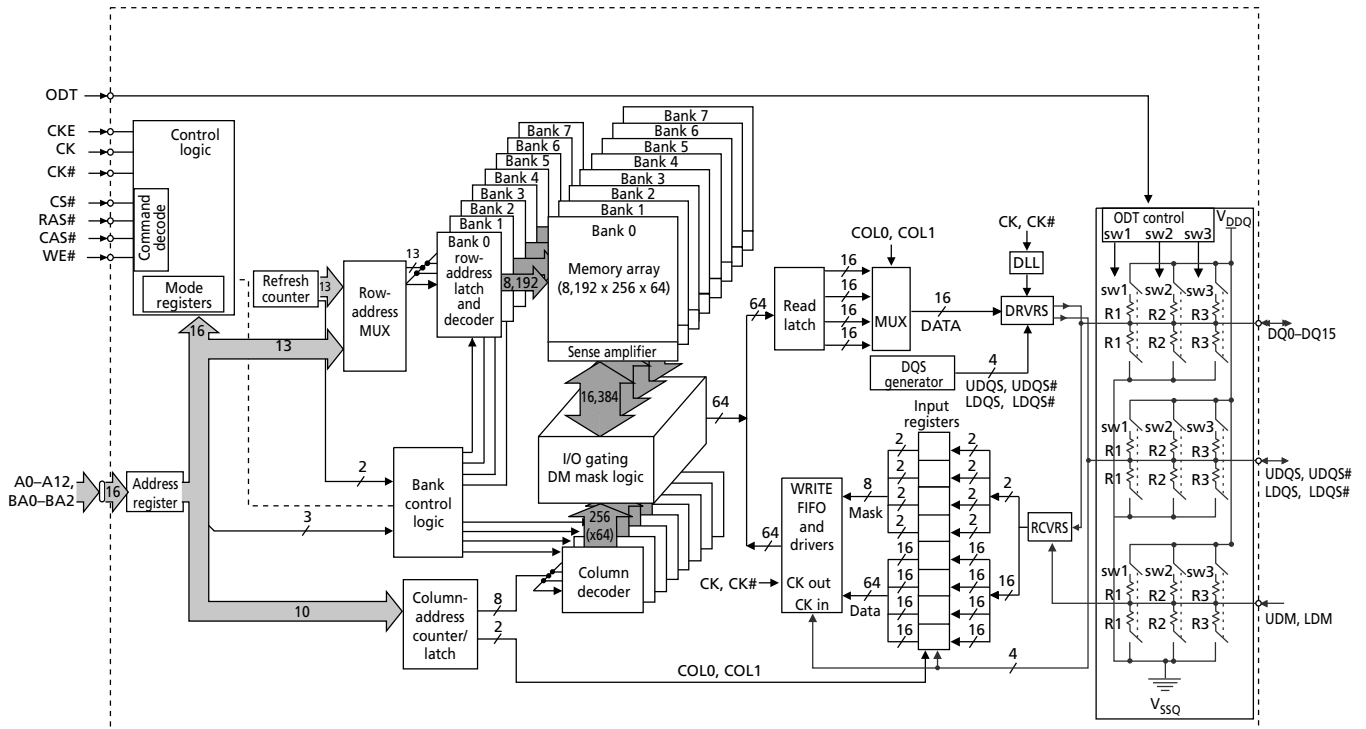 ODT
CKE
CK
CK#
CS#
RAS#
CAS#
WE#
Control
logic
Command
decode
Mode
registers
A0–A12,
BA0–BA2
16
Address
register
16
13
3
10
2
Refresh
counter
13
Row-
address
MUX
13
Bank 7
Bank 6
Bank 5
Bank 4
Bank 3
Bank 2
Bank 1
Bank 0
row-
address
latch
and
decoder
8,192
Bank 7
Bank 6
Bank 5
Bank 4
Bank 3
Bank 2
Bank 1
Bank 0
Memory array
(8,192 x 256 x 64)
Sense amplifier
16,384
I/O gating
DM mask logic
256
(x64)
Column
decoder
Bank
control
logic
Column-
address
counter/
latch
8
2
COL0, COL1
64
64
64
Read
latch
16
16
16
16
COL0, COL1
MUX
16
DATA
CK, CK#
DLL
DRVRS
DQS
generator
4
UDQS, UDQS#
LDQS, LDQS#
Input
registers
2
2
2
2
16
16
16
16
2
2
2
2
16
16
16
16
2
16
RCVRS
WRITE
FIFO
and
drivers
CK out
CK in
8
Mask
64
Data
CK, CK#
4
ODT control
sw1 sw2 sw3
VDDQ
sw1 sw2 sw3
R1 R2 R3
R1 R2 R3
DQ0–DQ15
sw1 sw2 sw3
R1 R2 R3
R1 R2 R3
UDQS, UDQS#
LDQS, LDQS#
sw1 sw2 sw3
R1 R2 R3
R1 R2 R3
UDM, LDM
VSSQ